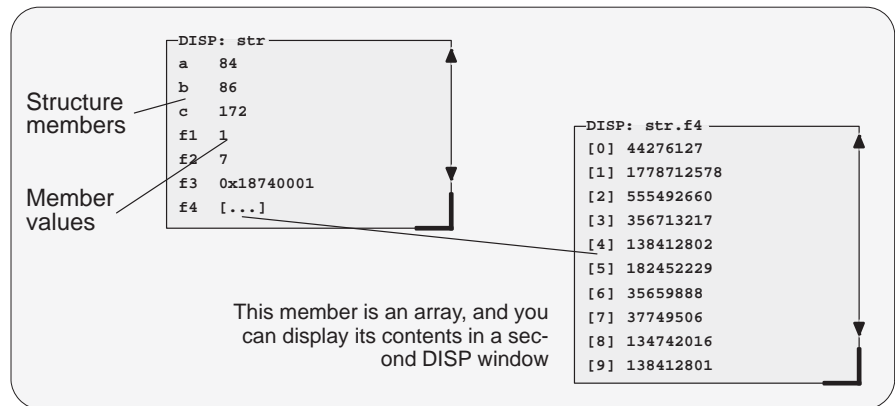 DISP: str
a 84
b 86
c 172
f1 1
f2 7
f3 0x18740001
f4 [...]
Structure
members
Member
values
DISP: str.f4
[0] 44276127
[1] 1778712578
[2] 555492660
[3] 356713217
[4] 138412802
[5] 182452229
[6] 35659888
[7] 37749506
[8] 134742016
[9] 138412801
This member is an array, and you
can display its contents in a sec-
ond DISP window